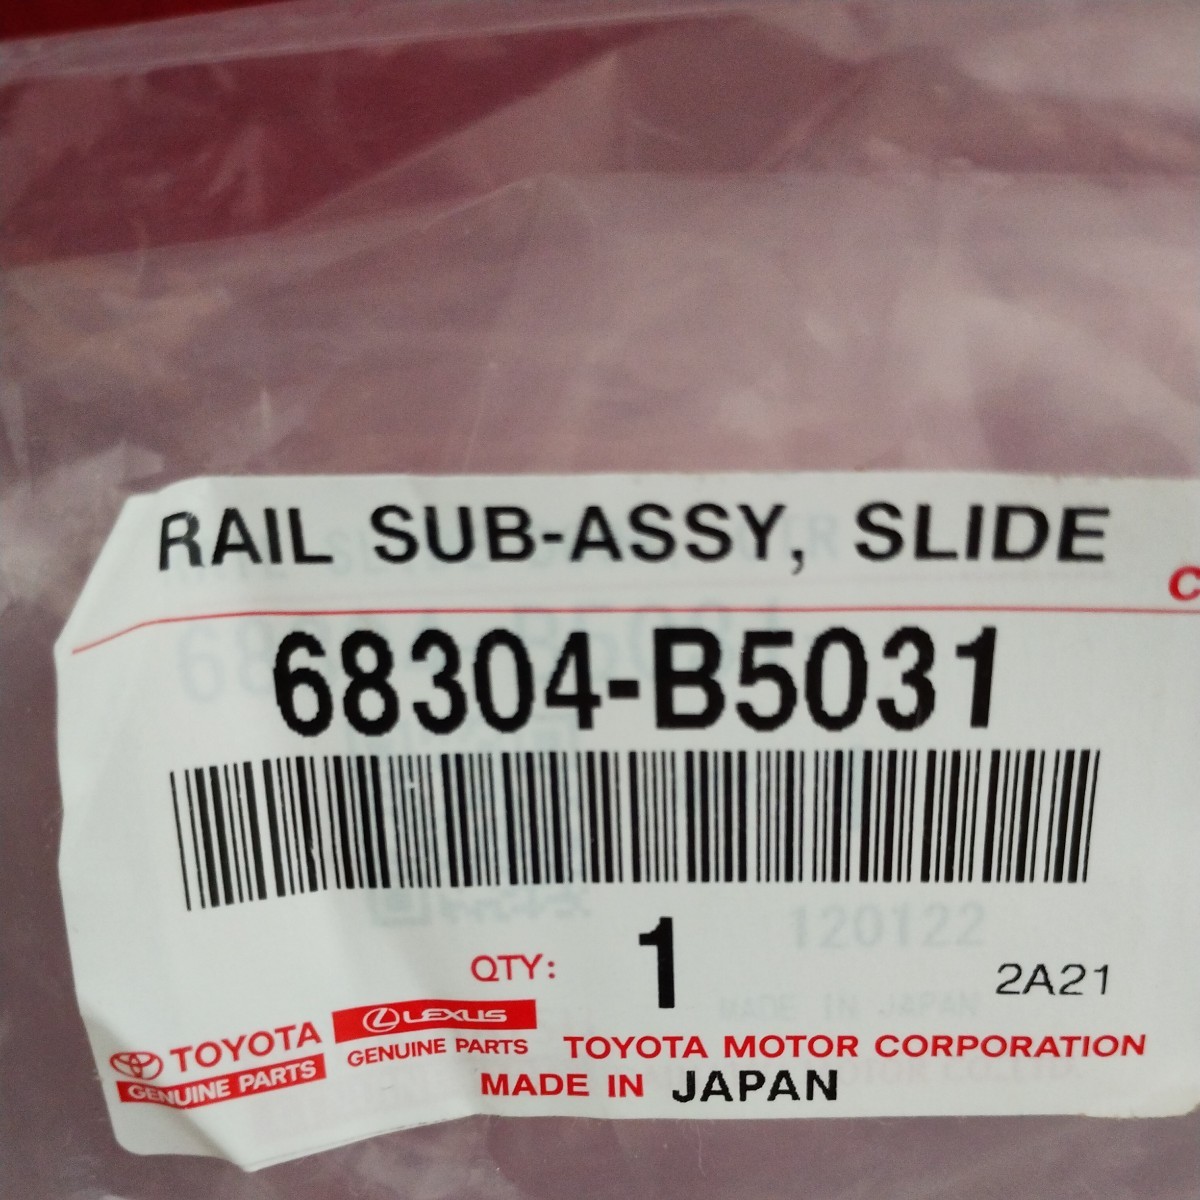 RAIL SUB-ASSY, SLIDE
C
68304-B5031
QTY: 1 2A21
120122
MADE IN JAPAN
TOYOTA
GENUINE PARTS
LEXUS
GENUINE PARTS
TOYOTA MOTOR CORPORATION
MADE IN JAPAN